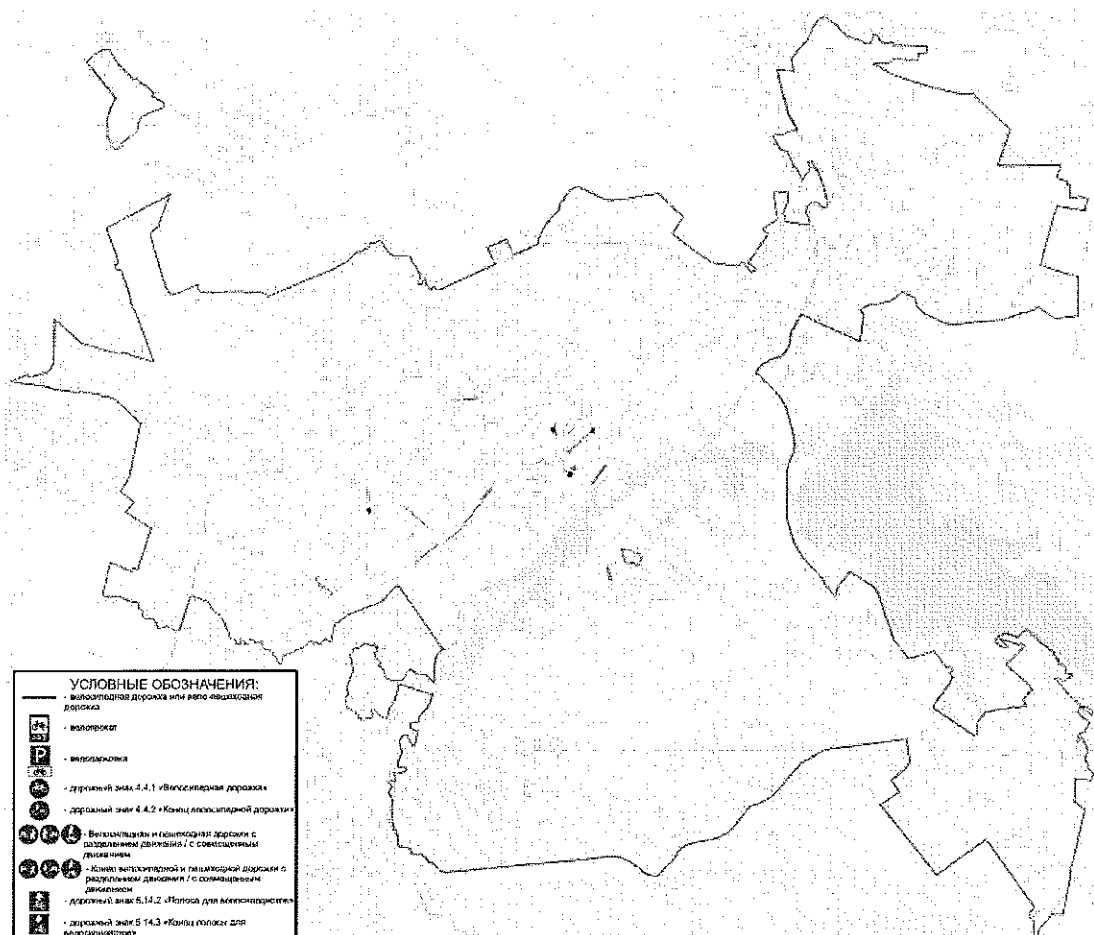 УСЛОВНЫЕ ОБОЗНАЧЕНИЯ:
- велосипедная дорожка или вело-пешеходная
дорожка
- велопрокат
P
- велопарковка
- дорожный знак 4.4.1 «Велосипедная дорожка»
- дорожный знак 4.4.2 «Конец велосипедной дорожки»
- Велосипедная и пешеходная дорожки с
разделением движения / с совмещенным
движением
- Конец велосипедной и пешеходной дорожки с
разделением движения / с совмещенным
движением
- дорожный знак 5.14.2 «Полоса для велосипедистов»
- дорожный знак 5.14.3 «Конец полосы для
велосипедистов»